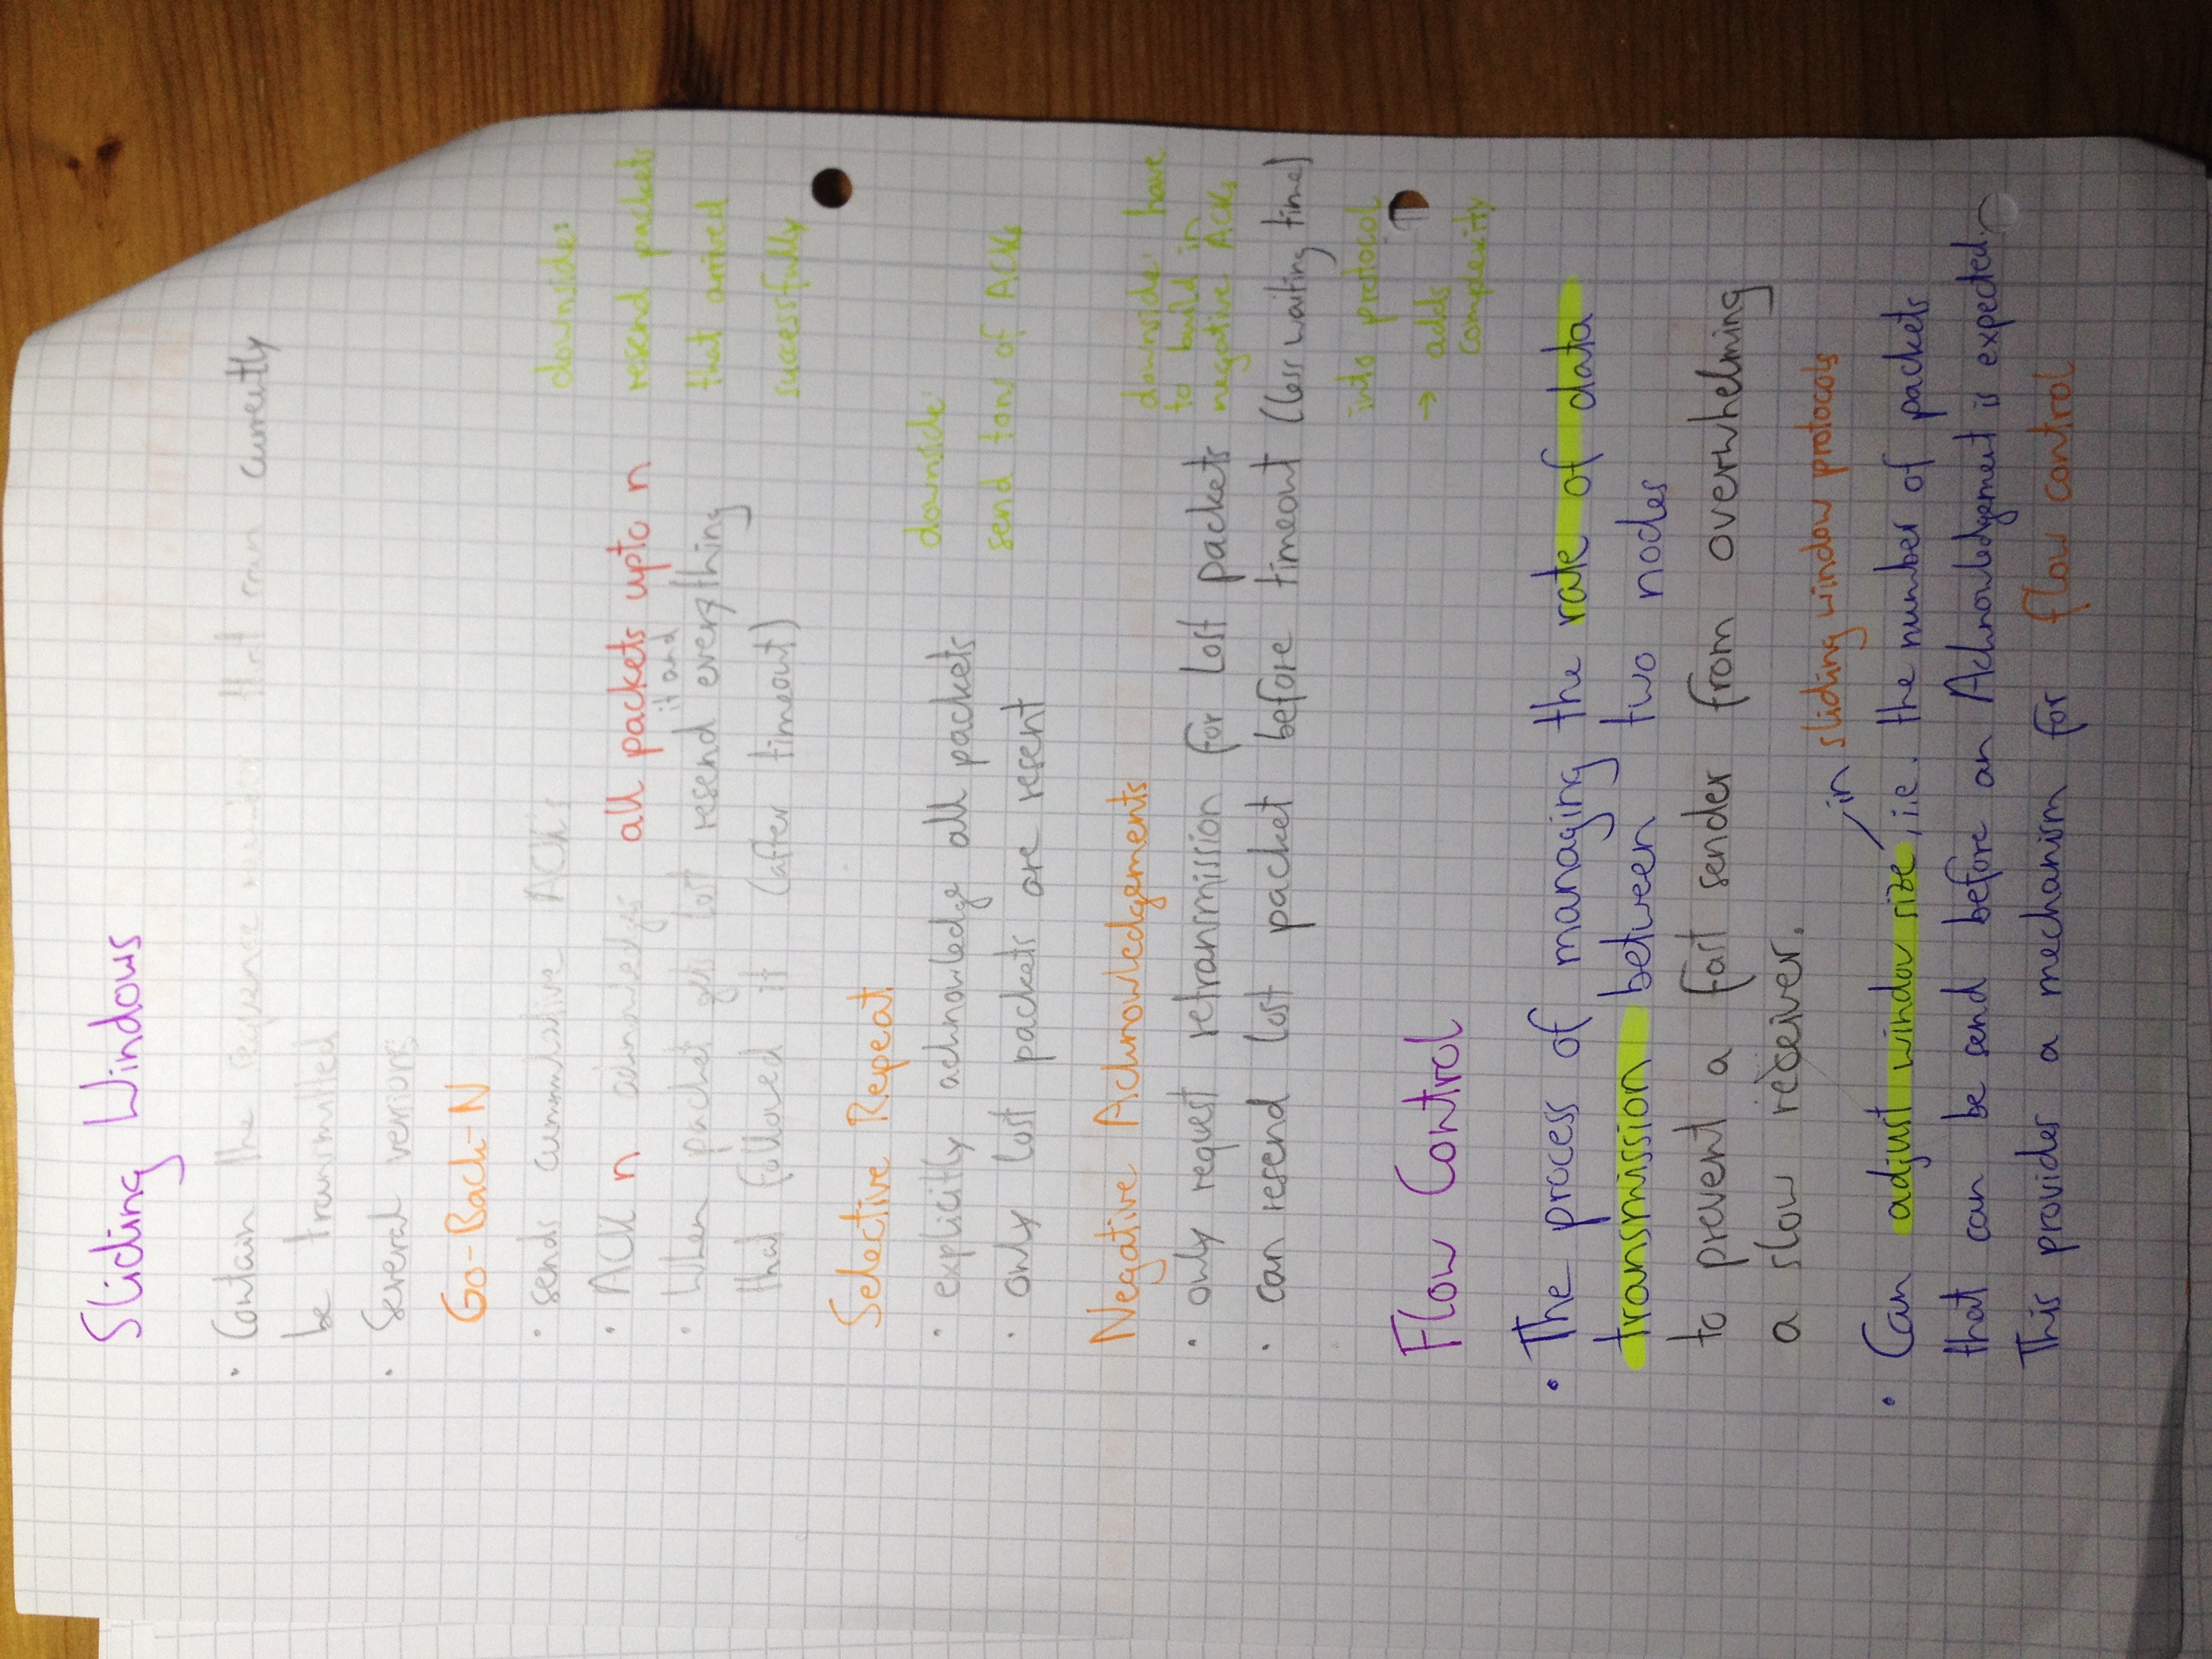 Sliding Windows
· Contain the sequence numbers that can currently
be transmitted
· Several versions:
Go-Back-N
· sends cummulative ACK's
· ACK n acknowledges all packets upto n
· When packet gets lost resend everything
it and
that followed it (after timeout)
downside:
resend packets
that arrived
successfully
Selective Repeat
· explicitly acknowledge all packets
· only lost packets are resent
downside:
send tons of ACKs
Negative Acknowledgements
· only request retransmission for lost packets
· can resend a lost packet before timeout (less waiting time)
downside: have
to build in
negative ACKs
into protocol
→ adds
complexity
Flow Control
· The process of managing the rate of data
transmission between two nodes
to prevent a fast sender from overwhelming
a slow receiver.
in sliding window protocols
· Can adjust window size, i.e. the number of packets
that can be send before an Acknowledgement is expected.
This provides a mechanism for flow control